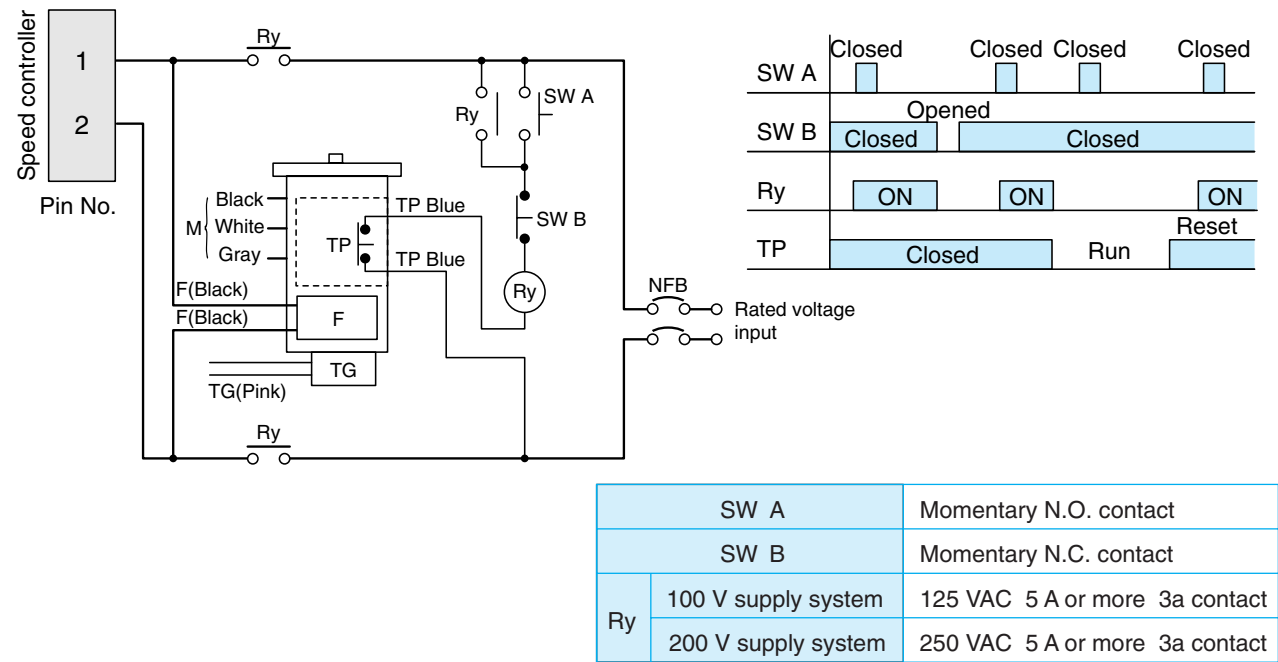 Speed controller
1
2
Pin No.
Ry
Ry
SW A
SW B
Ry
M
Black
White
Gray
TP
TP Blue
TP Blue
F(Black)
F(Black)
F
TG
TG(Pink)
Ry
NFB
Rated voltage
input
Closed Closed Closed Closed
SW A
Opened
SW B Closed Closed
Ry ON ON ON
Reset
TP Closed Run
SW A Momentary N.O. contact
SW B Momentary N.C. contact
Ry
100 V supply system 125 VAC 5 A or more 3a contact
200 V supply system 250 VAC 5 A or more 3a contact